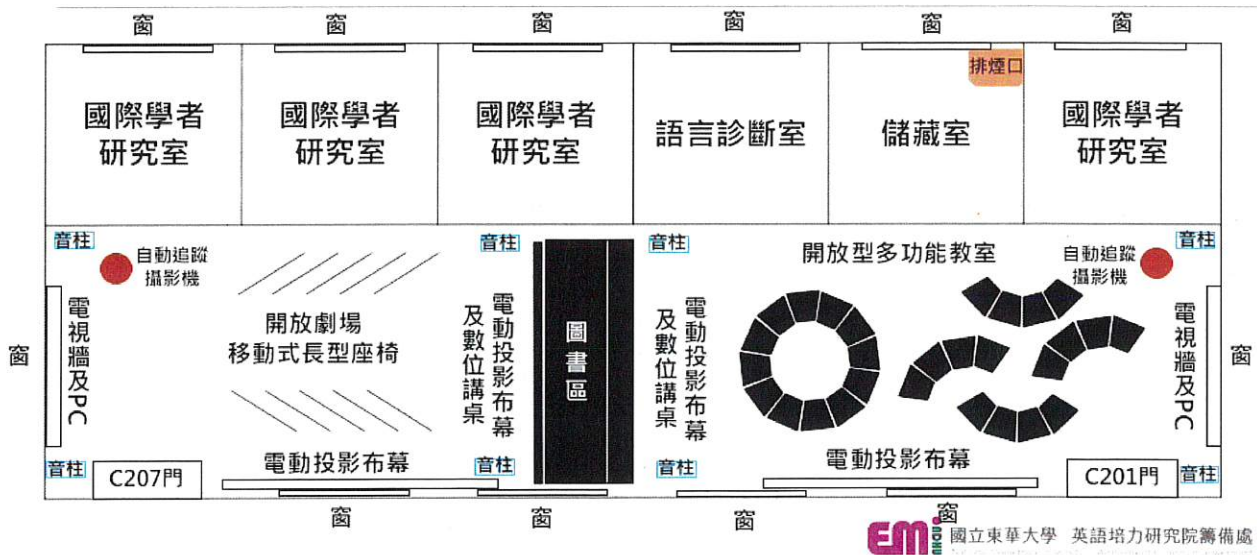 窗
窗
窗
窗
窗
窗
排煙口
國際學者
研究室
國際學者
研究室
國際學者
研究室
語言診斷室
儲藏室
國際學者
研究室
音柱
自動追蹤
攝影機
音柱
音柱
開放型多功能教室
自動追蹤
攝影機
音柱
窗
電視牆及PC
開放劇場
移動式長型座椅
電動投影布幕
及數位講桌
圖書區
電動投影布幕
及數位講桌
電視牆及PC
窗
音柱
C207門
電動投影布幕
音柱
音柱
電動投影布幕
C201門
音柱
窗
窗
窗
窗
EMI
NDHU
國立東華大學 英語培力研究院籌備處